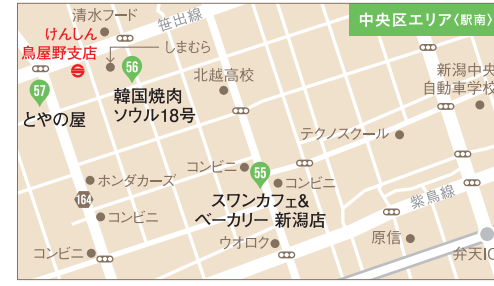 清水フード
笹出線
中央区エリア〈駅南〉
けんしん
鳥屋野支店
しまむら
56
韓国焼肉
ソウル18号
57
とやの屋
北越高校
新潟中央
自動車学校
テクノスクール
コンビニ
55
コンビニ
スワンカフェ&
ベーカリー 新潟店
ホンダカーズ
164
コンビニ
紫鳥線
コンビニ
ウオロク
原信
弁天IC